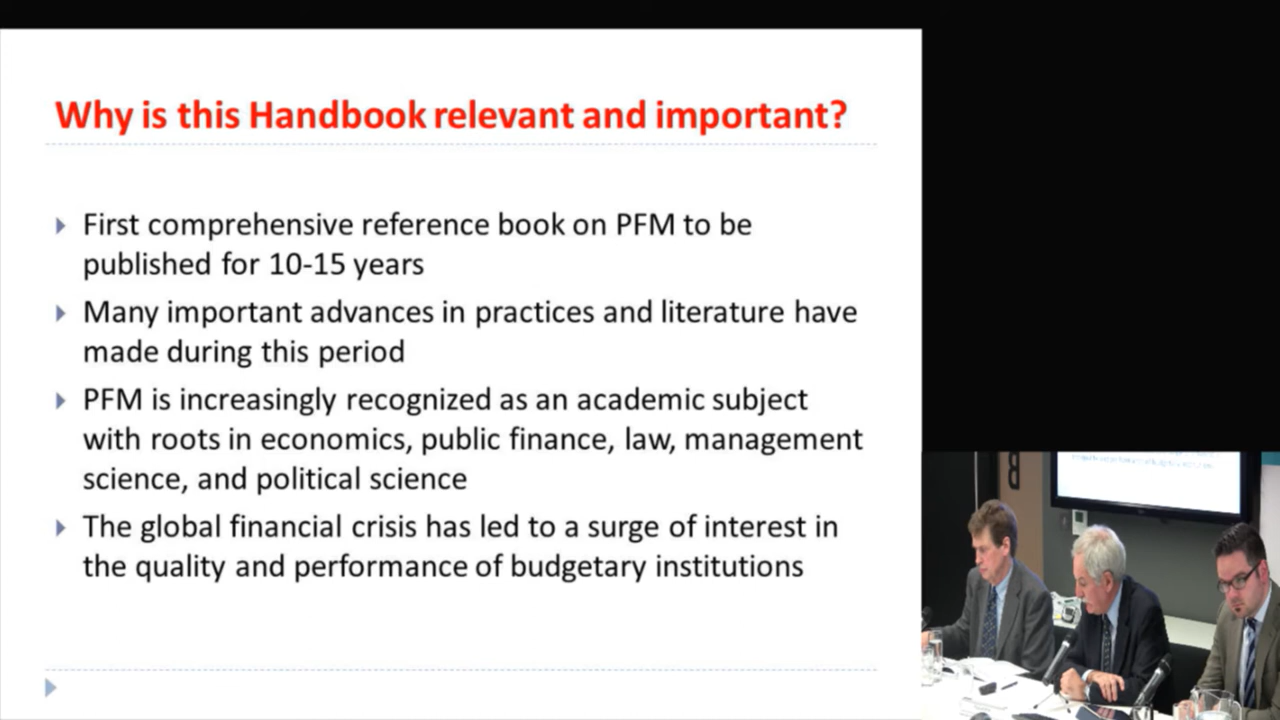 Why is this Handbook relevant and important?
First comprehensive reference book on PFM to be
published for 10-15 years
Many important advances in practices and literature have
made during this period
PFM is increasingly recognized as an academic subject
with roots in economics, public finance, law, management
science, and political science
The global financial crisis has led to a surge of interest in
the quality and performance of budgetary institutions